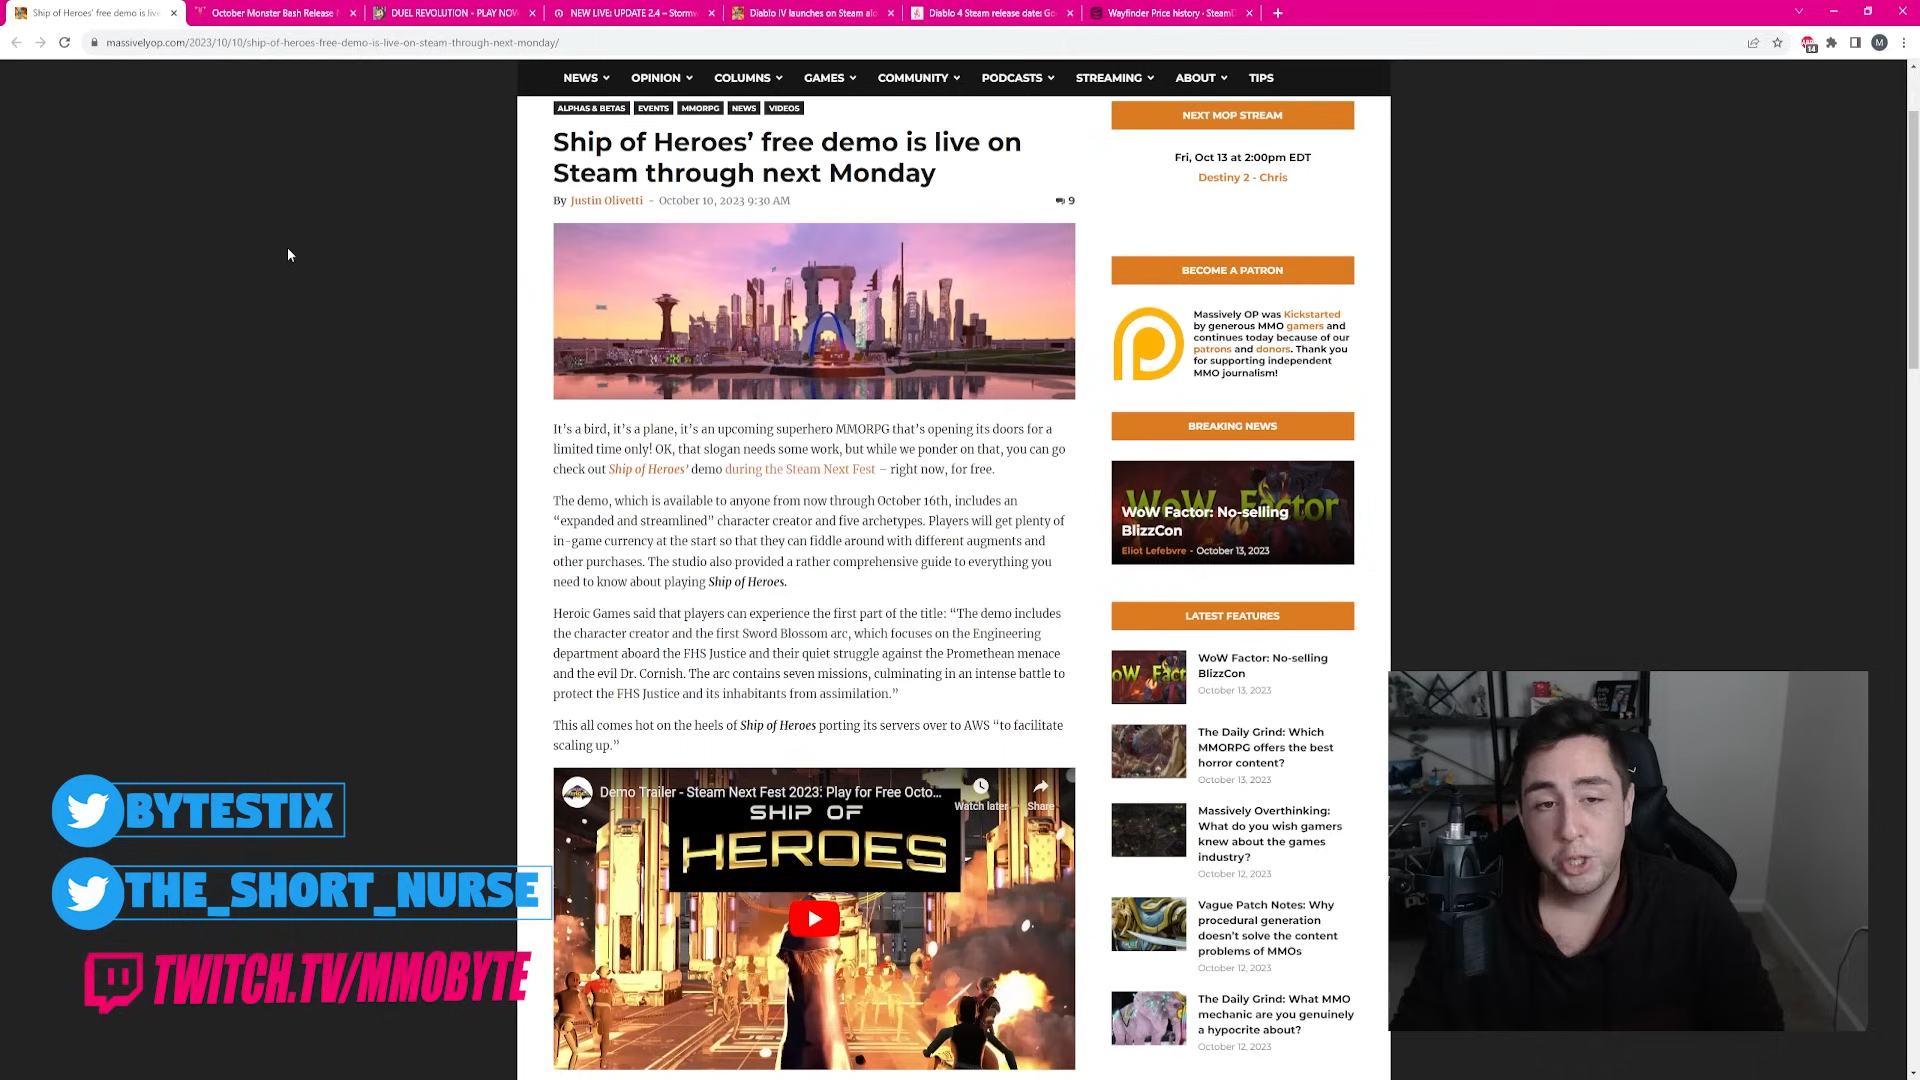 Ship of Heroes' free demo is live
October Monster Bash Release
DUEL REVOLUTION - PLAY NOW
NEW LIVE: UPDATE 2.4 – Stormw
Diablo IV launches on Steam alo
Diablo 4 Steam release date: Ga
Wayfinder Price history · SteamD
massivelyop.com/2023/10/10/ship-of-heroes-free-demo-is-live-on-steam-through-next-monday/
14
M
NEWS
OPINION
COLUMNS
GAMES
COMMUNITY
PODCASTS
STREAMING
ABOUT
TIPS
ALPHAS & BETAS
EVENTS
MMORPG
NEWS
VIDEOS
Ship of Heroes' free demo is live on
Steam through next Monday
By Justin Olivetti - October 10, 2023 9:30 AM
9
It's a bird, it's a plane, it's an upcoming superhero MMORPG that's opening its doors for a
limited time only! OK, that slogan needs some work, but while we ponder on that, you can go
check out Ship of Heroes' demo during the Steam Next Fest – right now, for free.
The demo, which is available to anyone from now through October 16th, includes an
“expanded and streamlined” character creator and five archetypes. Players will get plenty of
in-game currency at the start so that they can fiddle around with different augments and
other purchases. The studio also provided a rather comprehensive guide to everything you
need to know about playing Ship of Heroes.
Heroic Games said that players can experience the first part of the title: “The demo includes
the character creator and the first Sword Blossom arc, which focuses on the Engineering
department aboard the FHS Justice and their quiet struggle against the Promethean menace
and the evil Dr. Cornish. The arc contains seven missions, culminating in an intense battle to
protect the FHS Justice and its inhabitants from assimilation.”
This all comes hot on the heels of Ship of Heroes porting its servers over to AWS “to facilitate
scaling up.”
Demo Trailer - Steam Next Fest 2023: Play for Free Octo...
Watch later
Share
SHIP OF
HEROES
NEXT MOP STREAM
Fri, Oct 13 at 2:00pm EDT
Destiny 2 - Chris
BECOME A PATRON
Massively OP was Kickstarted
by generous MMO gamers and
continues today because of our
patrons and donors. Thank you
for supporting independent
MMO journalism!
BREAKING NEWS
WoW Factor
WoW Factor: No-selling
BlizzCon
Eliot Lefebvre - October 13, 2023
LATEST FEATURES
WoW Factor: No-selling
BlizzCon
October 13, 2023
The Daily Grind: Which
MMORPG offers the best
horror content?
October 13, 2023
Massively Overthinking:
What do you wish gamers
knew about the games
industry?
October 12, 2023
Vague Patch Notes: Why
procedural generation
doesn't solve the content
problems of MMOs
October 12, 2023
The Daily Grind: What MMO
mechanic are you genuinely
a hypocrite about?
October 12, 2023
BYTESTIX
THE_SHORT_NURSE
TWITCH.TV/MMOBYTE